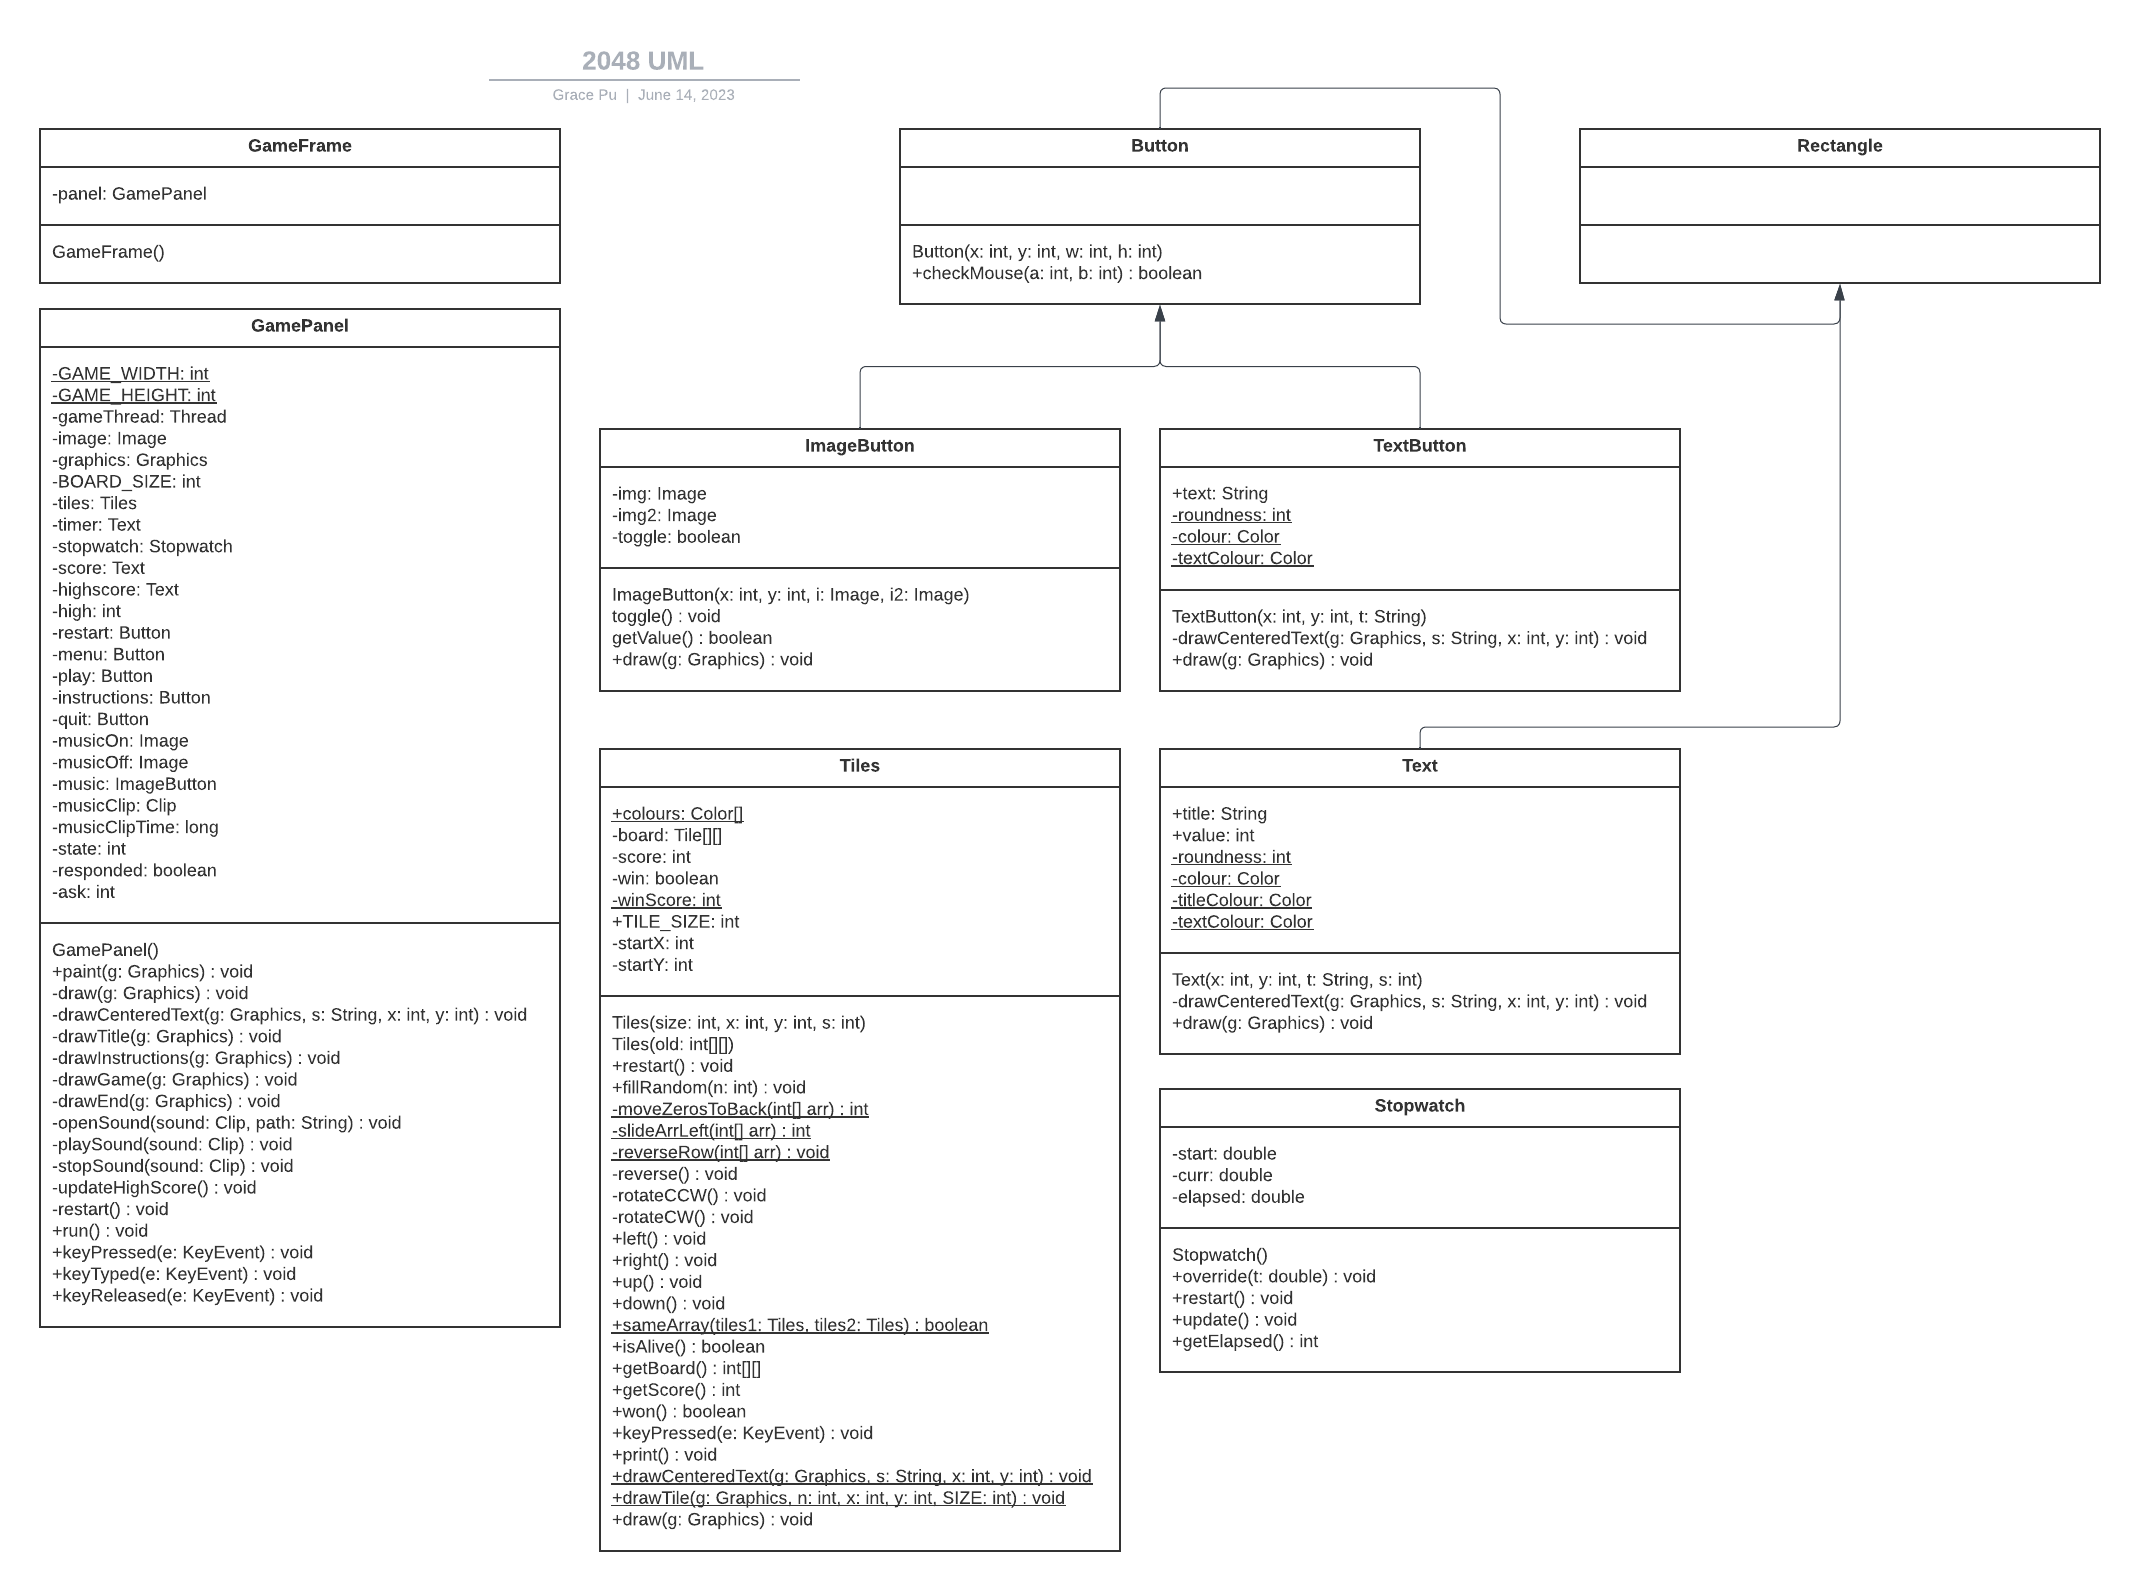 2048 UML
Grace Pu | June 14, 2023
GameFrame
-panel: GamePanel
GameFrame()
GamePanel
-GAME_WIDTH: int
-GAME_HEIGHT: int
-gameThread: Thread
-image: Image
-graphics: Graphics
-BOARD_SIZE: int
-tiles: Tiles
-timer: Text
-stopwatch: Stopwatch
-score: Text
-highscore: Text
-high: int
-restart: Button
-menu: Button
-play: Button
-instructions: Button
-quit: Button
-musicOn: Image
-musicOff: Image
-music: ImageButton
-musicClip: Clip
-musicClipTime: long
-state: int
-responded: boolean
-ask: int
GamePanel()
+paint(g: Graphics) : void
-draw(g: Graphics) : void
-drawCenteredText(g: Graphics, s: String, x: int, y: int) : void
-drawTitle(g: Graphics) : void
-drawInstructions(g: Graphics) : void
-drawGame(g: Graphics) : void
-drawEnd(g: Graphics) : void
-openSound(sound: Clip, path: String) : void
-playSound(sound: Clip) : void
-stopSound(sound: Clip) : void
-updateHighScore() : void
-restart() : void
+run() : void
+keyPressed(e: KeyEvent) : void
+keyTyped(e: KeyEvent) : void
+keyReleased(e: KeyEvent) : void
Button
Button(x: int, y: int, w: int, h: int)
+checkMouse(a: int, b: int) : boolean
Rectangle
ImageButton
-img: Image
-img2: Image
-toggle: boolean
ImageButton(x: int, y: int, i: Image, i2: Image)
toggle() : void
getValue() : boolean
+draw(g: Graphics) : void
TextButton
+text: String
-roundness: int
-colour: Color
-textColour: Color
TextButton(x: int, y: int, t: String)
-drawCenteredText(g: Graphics, s: String, x: int, y: int) : void
+draw(g: Graphics) : void
Tiles
+colours: Color[]
-board: Tile[][]
-score: int
-win: boolean
-winScore: int
+TILE_SIZE: int
-startX: int
-startY: int
Tiles(size: int, x: int, y: int, s: int)
Tiles(old: int[][])
+restart() : void
+fillRandom(n: int) : void
-moveZerosToBack(int[] arr) : int
-slideArrLeft(int[] arr) : int
-reverseRow(int[] arr) : void
-reverse() : void
-rotateCCW() : void
-rotateCW() : void
+left() : void
+right() : void
+up() : void
+down() : void
+sameArray(tiles1: Tiles, tiles2: Tiles) : boolean
+isAlive() : boolean
+getBoard() : int[][]
+getScore() : int
+won() : boolean
+keyPressed(e: KeyEvent) : void
+print() : void
+drawCenteredText(g: Graphics, s: String, x: int, y: int) : void
+drawTile(g: Graphics, n: int, x: int, y: int, SIZE: int) : void
+draw(g: Graphics) : void
Text
+title: String
+value: int
-roundness: int
-colour: Color
-titleColour: Color
-textColour: Color
Text(x: int, y: int, t: String, s: int)
-drawCenteredText(g: Graphics, s: String, x: int, y: int) : void
+draw(g: Graphics) : void
Stopwatch
-start: double
-curr: double
-elapsed: double
Stopwatch()
+override(t: double) : void
+restart() : void
+update() : void
+getElapsed() : int